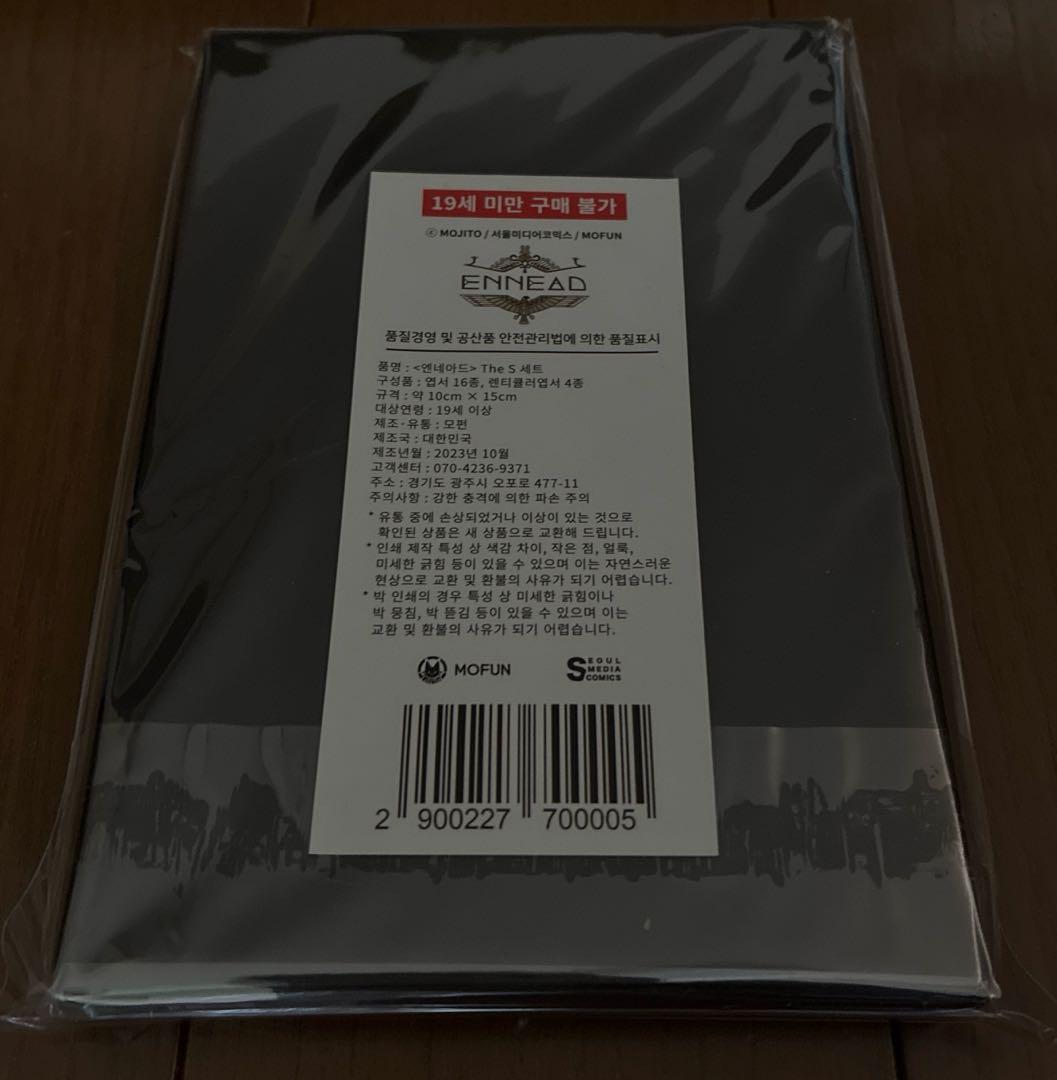 19세 미만 구매 불가
ⓒ MOJITO / 서울미디어코믹스 / MOFUN
ENNEAD
품질경영 및 공산품 안전관리법에 의한 품질표시
품명 : <엔네아드> The S 세트
구성품 : 엽서 16종, 렌티큘러엽서 4종
규격 : 약 10cm × 15cm
대상연령 : 19세 이상
제조·유통 : 모펀
제조국 : 대한민국
제조년월 : 2023년 10월
고객센터 : 070-4236-9371
주소 : 경기도 광주시 오포로 477-11
주의사항 : 강한 충격에 의한 파손 주의
* 유통 중에 손상되었거나 이상이 있는 것으로
확인된 상품은 새 상품으로 교환해 드립니다.
* 인쇄 제작 특성 상 색감 차이, 작은 점, 얼룩,
미세한 긁힘 등이 있을 수 있으며 이는 자연스러운
현상으로 교환 및 환불의 사유가 되기 어렵습니다.
* 박 인쇄의 경우 특성 상 미세한 긁힘이나
박 뭉침, 박 뜯김 등이 있을 수 있으며 이는
교환 및 환불의 사유가 되기 어렵습니다.
MOFUN
SEOUL
MEDIA
COMICS
2 900227 700005